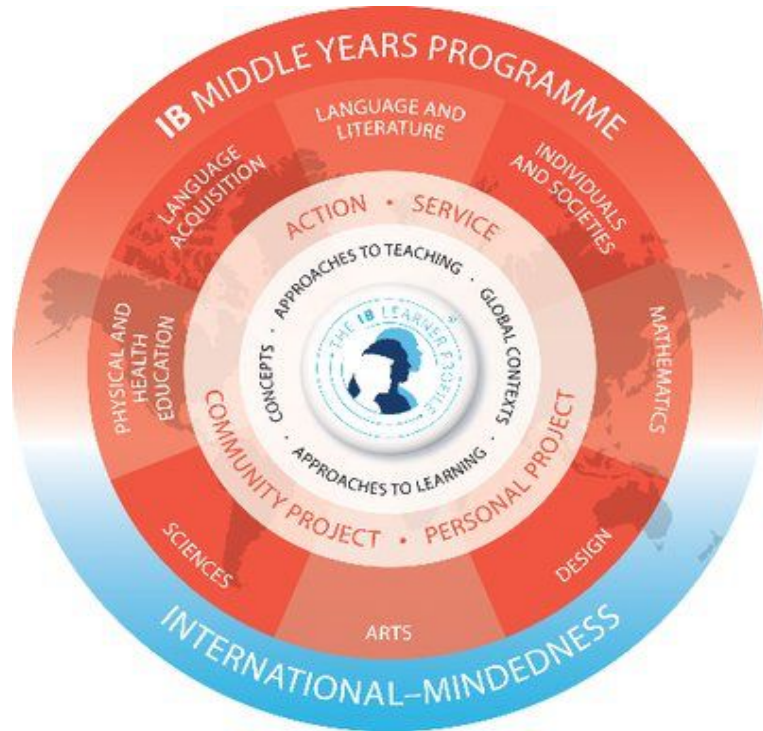 IB MIDDLE YEARS PROGRAMME
LANGUAGE AND
LITERATURE
INDIVIDUALS
AND SOCIETIES
MATHEMATICS
DESIGN
ARTS
SCIENCES
PHYSICAL AND
HEALTH
EDUCATION
LANGUAGE
ACQUISITION
ACTION • SERVICE
PERSONAL PROJECT •
COMMUNITY PROJECT
APPROACHES TO TEACHING •
GLOBAL CONTEXTS •
APPROACHES TO LEARNING •
CONCEPTS •
THE IB LEARNER PROFILE
INTERNATIONAL–MINDEDNESS